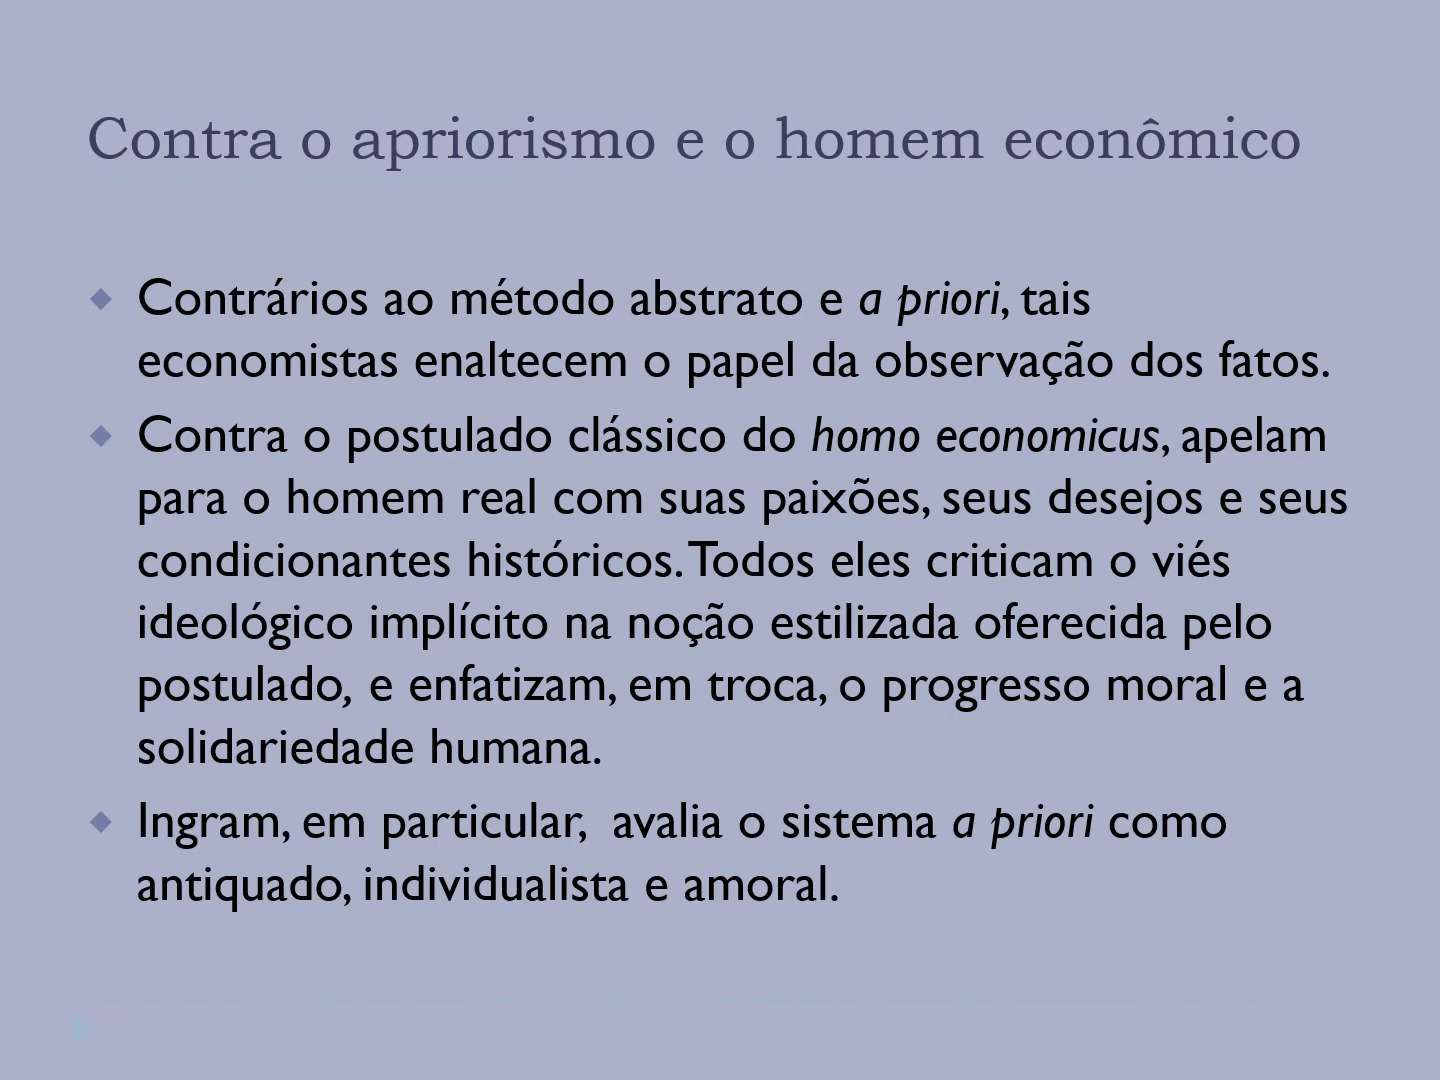 Contra o apriorismo e o homem econômico
Contrários ao método abstrato e a priori, tais
economistas enaltecem o papel da observação dos fatos.
Contra o postulado clássico do homo economicus, apelam
para o homem real com suas paixões, seus desejos e seus
condicionantes históricos. Todos eles criticam o viés
ideológico implícito na noção estilizada oferecida pelo
postulado, e enfatizam, em troca, o progresso moral e a
solidariedade humana.
Ingram, em particular,  avalia o sistema a priori como
antiquado, individualista e amoral.